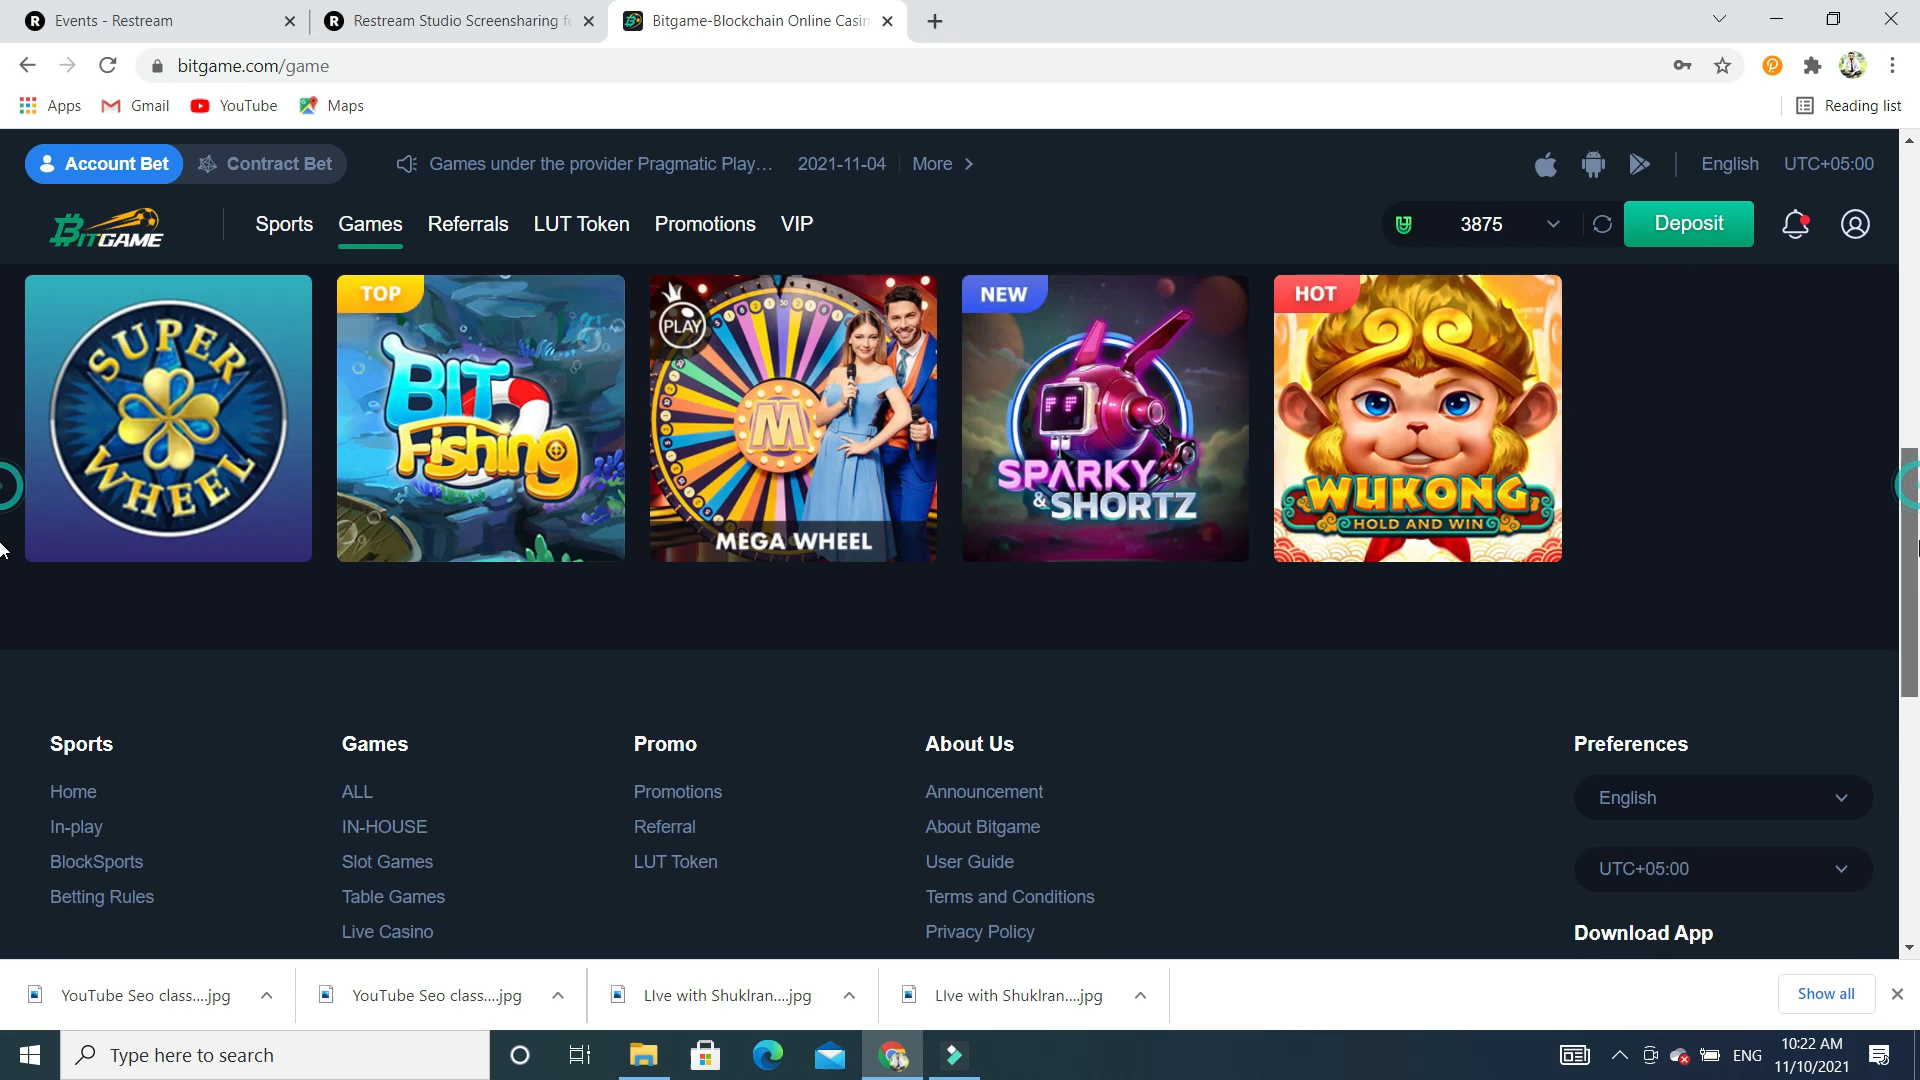 Events - Restream
Restream Studio Screensharing fe
Bitgame-Blockchain Online Casin
bitgame.com/game
Apps
Gmail
YouTube
Maps
Reading list
Account Bet
Contract Bet
Games under the provider Pragmatic Play...
2021-11-04
More
English
UTC+05:00
BITGAME
Sports
Games
Referrals
LUT Token
Promotions
VIP
3875
Deposit
SUPER
WHEEL
TOP
BIT
Fishing
PLAY
M
MEGA WHEEL
NEW
SPARKY
& SHORTZ
HOT
WUKONG
HOLD AND WIN
Sports
Games
Promo
About Us
Preferences
Home
ALL
Promotions
Announcement
English
In-play
IN-HOUSE
Referral
About Bitgame
BlockSports
Slot Games
LUT Token
User Guide
UTC+05:00
Betting Rules
Table Games
Terms and Conditions
Live Casino
Privacy Policy
Download App
YouTube Seo class....jpg
YouTube Seo class....jpg
LIve with Shuklran....jpg
LIve with Shuklran....jpg
Show all
Type here to search
ENG
10:22 AM
11/10/2021